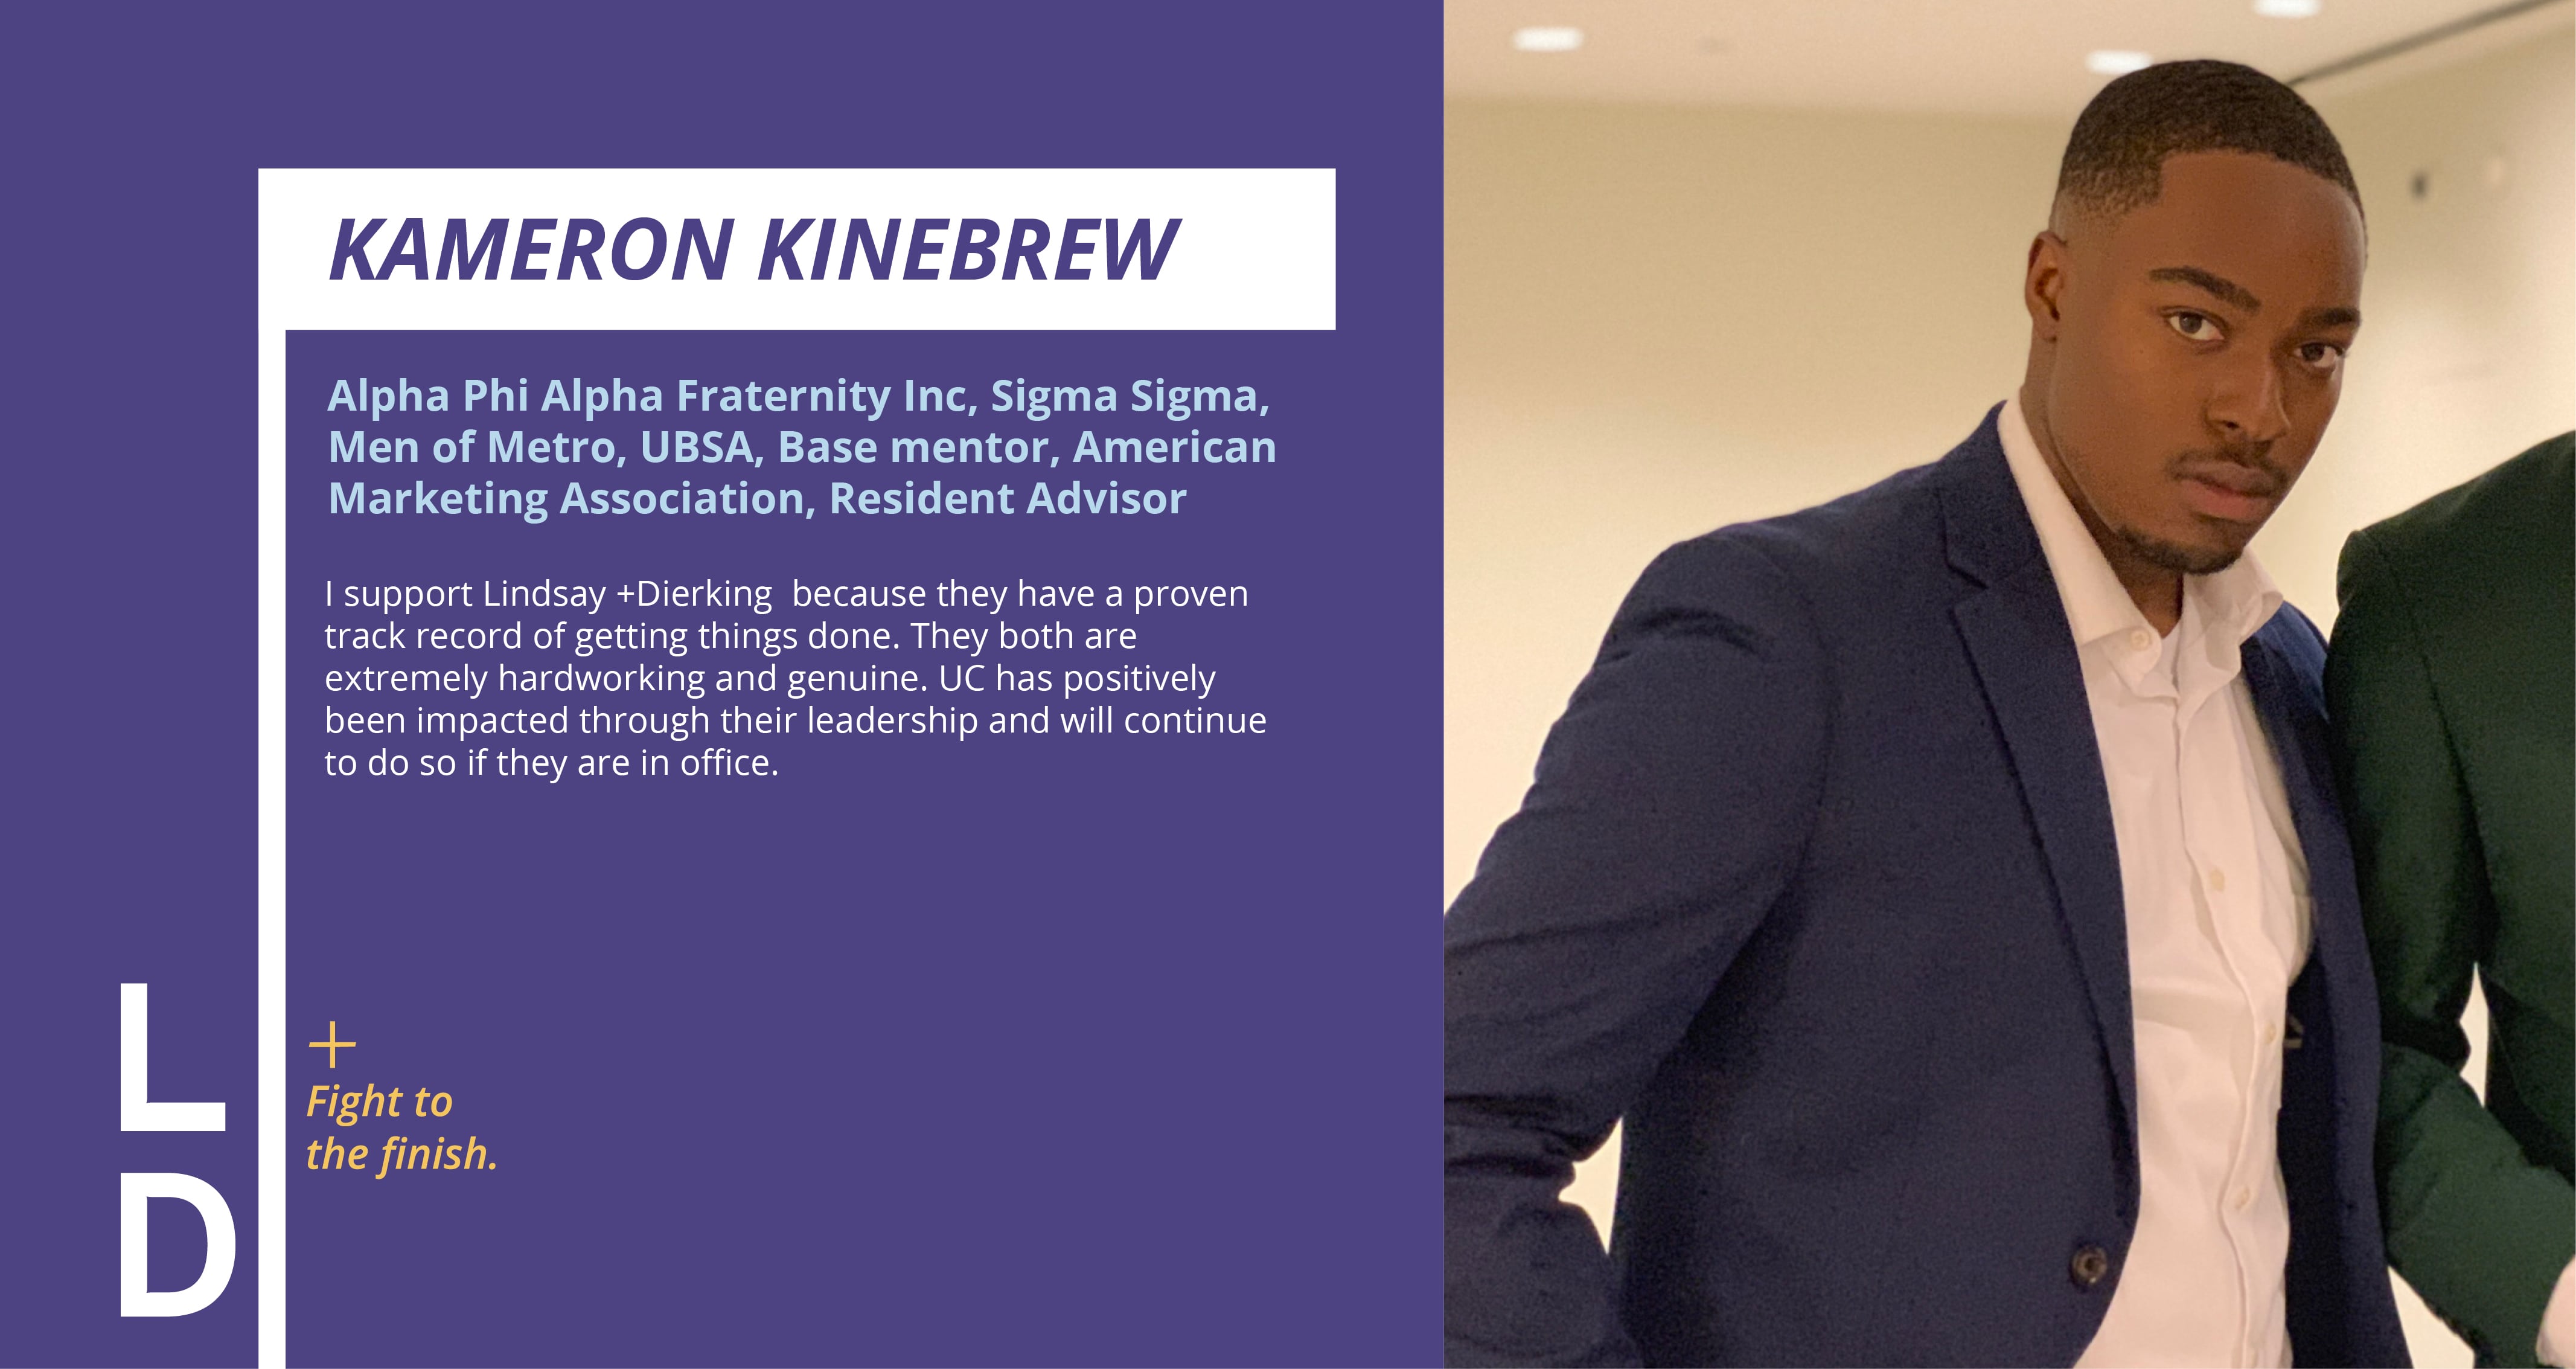 KAMERON KINEBREW
Alpha Phi Alpha Fraternity Inc, Sigma Sigma,
Men of Metro, UBSA, Base mentor, American
Marketing Association, Resident Advisor
I support Lindsay +Dierking  because they have a proven
track record of getting things done. They both are
extremely hardworking and genuine. UC has positively
been impacted through their leadership and will continue
to do so if they are in office.
L
D
+
Fight to
the finish.